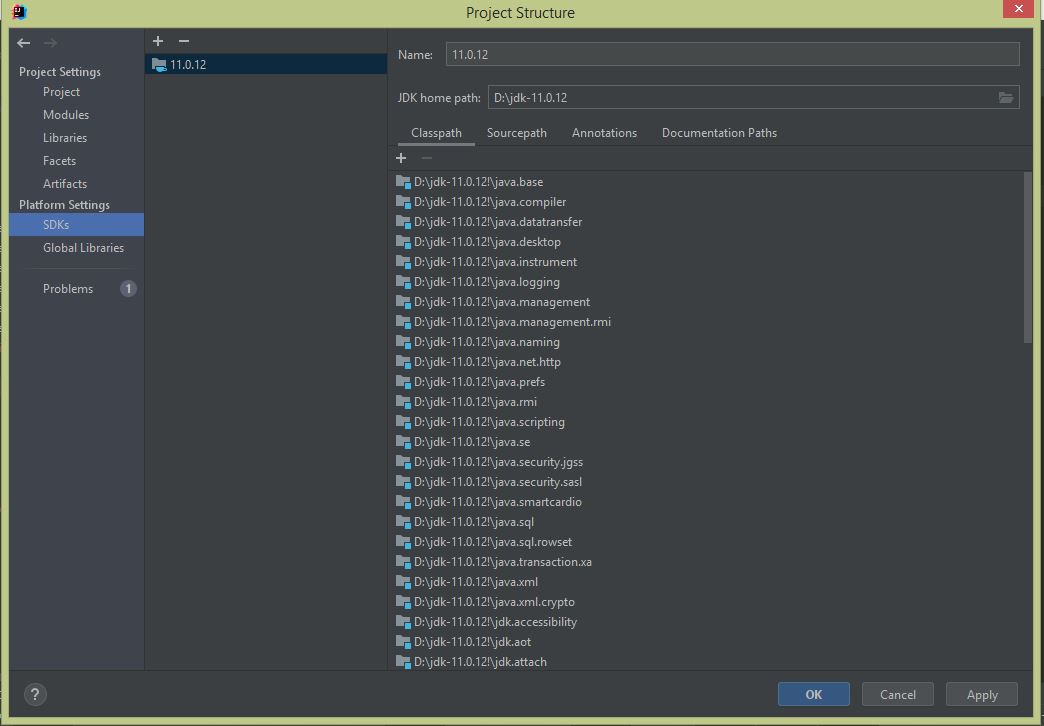 Project Structure
Project Settings
Project
Modules
Libraries
Facets
Artifacts
Platform Settings
SDKs
Global Libraries
Problems 1
11.0.12
Name: 11.0.12
JDK home path: D:\jdk-11.0.12
Classpath Sourcepath Annotations Documentation Paths
D:\jdk-11.0.12!\java.base
D:\jdk-11.0.12!\java.compiler
D:\jdk-11.0.12!\java.datatransfer
D:\jdk-11.0.12!\java.desktop
D:\jdk-11.0.12!\java.instrument
D:\jdk-11.0.12!\java.logging
D:\jdk-11.0.12!\java.management
D:\jdk-11.0.12!\java.management.rmi
D:\jdk-11.0.12!\java.naming
D:\jdk-11.0.12!\java.net.http
D:\jdk-11.0.12!\java.prefs
D:\jdk-11.0.12!\java.rmi
D:\jdk-11.0.12!\java.scripting
D:\jdk-11.0.12!\java.se
D:\jdk-11.0.12!\java.security.jgss
D:\jdk-11.0.12!\java.security.sasl
D:\jdk-11.0.12!\java.smartcardio
D:\jdk-11.0.12!\java.sql
D:\jdk-11.0.12!\java.sql.rowset
D:\jdk-11.0.12!\java.transaction.xa
D:\jdk-11.0.12!\java.xml
D:\jdk-11.0.12!\java.xml.crypto
D:\jdk-11.0.12!\jdk.accessibility
D:\jdk-11.0.12!\jdk.aot
D:\jdk-11.0.12!\jdk.attach
? OK Cancel Apply